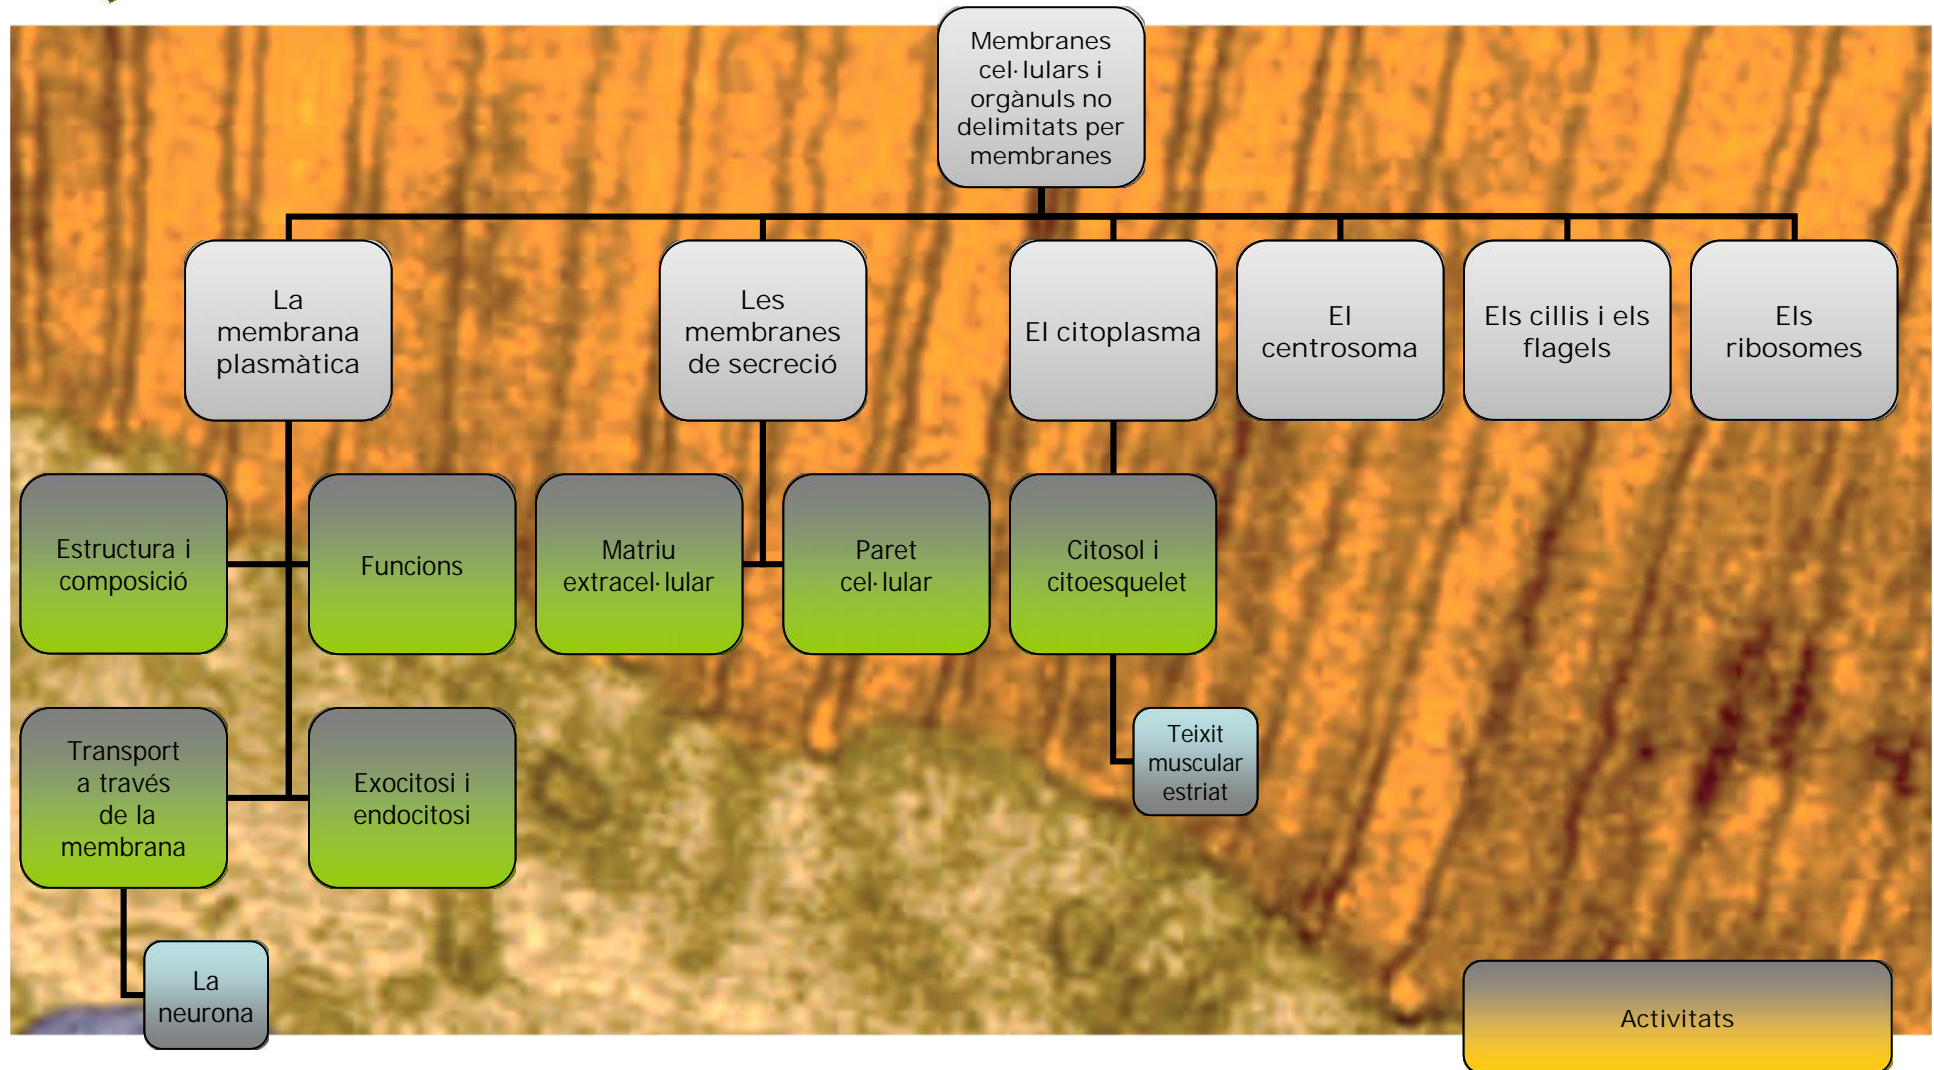 Membranes
cel·lulars i
orgànuls no
delimitats per
membranes
La
membrana
plasmàtica
Les
membranes
de secreció
El citoplasma
El
centrosoma
Els cillis i els
flagels
Els
ribosomes
Estructura i
composició
Funcions
Matriu
extracel·lular
Paret
cel·lular
Citosol i
citoesquelet
Transport
a través
de la
membrana
Exocitosi i
endocitosi
Teixit
muscular
estriat
La
neurona
Activitats